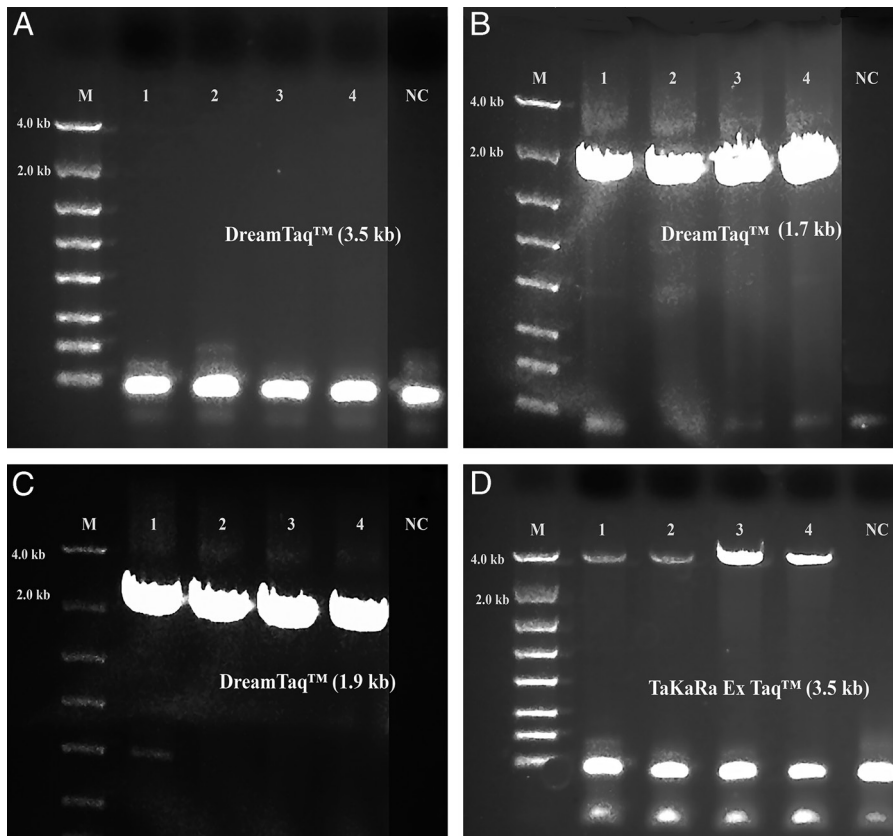 A
M 1 2 3 4 NC
4.0 kb
2.0 kb
DreamTaq™ (3.5 kb)
B
M 1 2 3 4 NC
4.0 kb
2.0 kb
DreamTaq™ (1.7 kb)
C
M 1 2 3 4 NC
4.0 kb
2.0 kb
DreamTaq™ (1.9 kb)
D
M 1 2 3 4 NC
4.0 kb
2.0 kb
TaKaRa Ex Taq™ (3.5 kb)